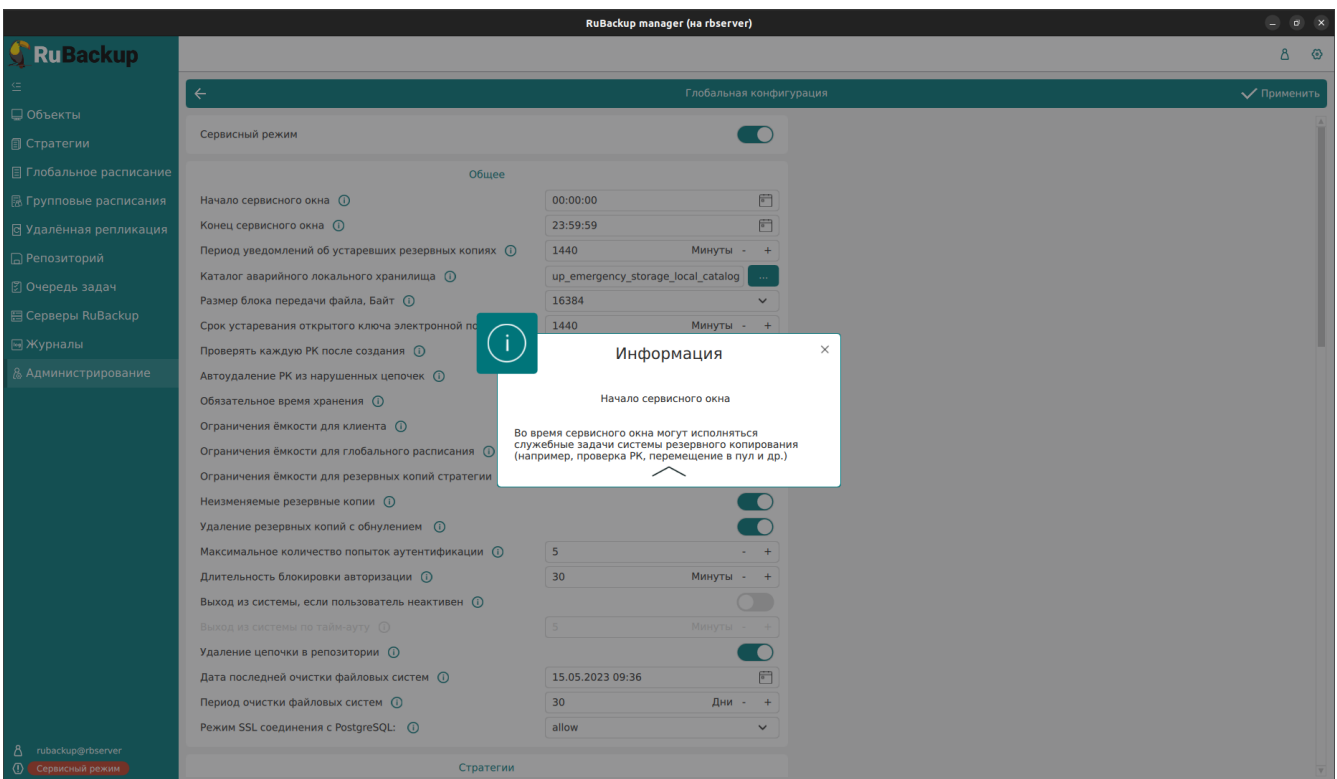 RuBackup manager (на rbserver)
RuBackup
Глобальная конфигурация
Применить
Объекты
Стратегии
Глобальное расписание
Групповые расписания
Удалённая репликация
Репозиторий
Очередь задач
Серверы RuBackup
Журналы
Администрирование
Сервисный режим
Общее
Начало сервисного окна 00:00:00
Конец сервисного окна 23:59:59
Период уведомлений об устаревших резервных копиях 1440 Минуты - +
Каталог аварийного локального хранилища up_emergency_storage_local_catalog ...
Размер блока передачи файла, Байт 16384
Срок устаревания открытого ключа электронной по 1440 Минуты - +
Проверять каждую РК после создания
Автоудаление РК из нарушенных цепочек
Обязательное время хранения
Ограничения ёмкости для клиента
Ограничения ёмкости для глобального расписания
Ограничения ёмкости для резервных копий стратегии
Информация
Начало сервисного окна
Во время сервисного окна могут исполняться
служебные задачи системы резервного копирования
(например, проверка РК, перемещение в пул и др.)
Неизменяемые резервные копии
Удаление резервных копий с обнулением
Максимальное количество попыток аутентификации 5 - +
Длительность блокировки авторизации 30 Минуты - +
Выход из системы, если пользователь неактивен
Выход из системы по тайм-ауту 5 Минуты - +
Удаление цепочки в репозитории
Дата последней очистки файловых систем 15.05.2023 09:36
Период очистки файловых систем 30 Дни - +
Режим SSL соединения с PostgreSQL: allow
Стратегии
rubackup@rbserver
Сервисный режим